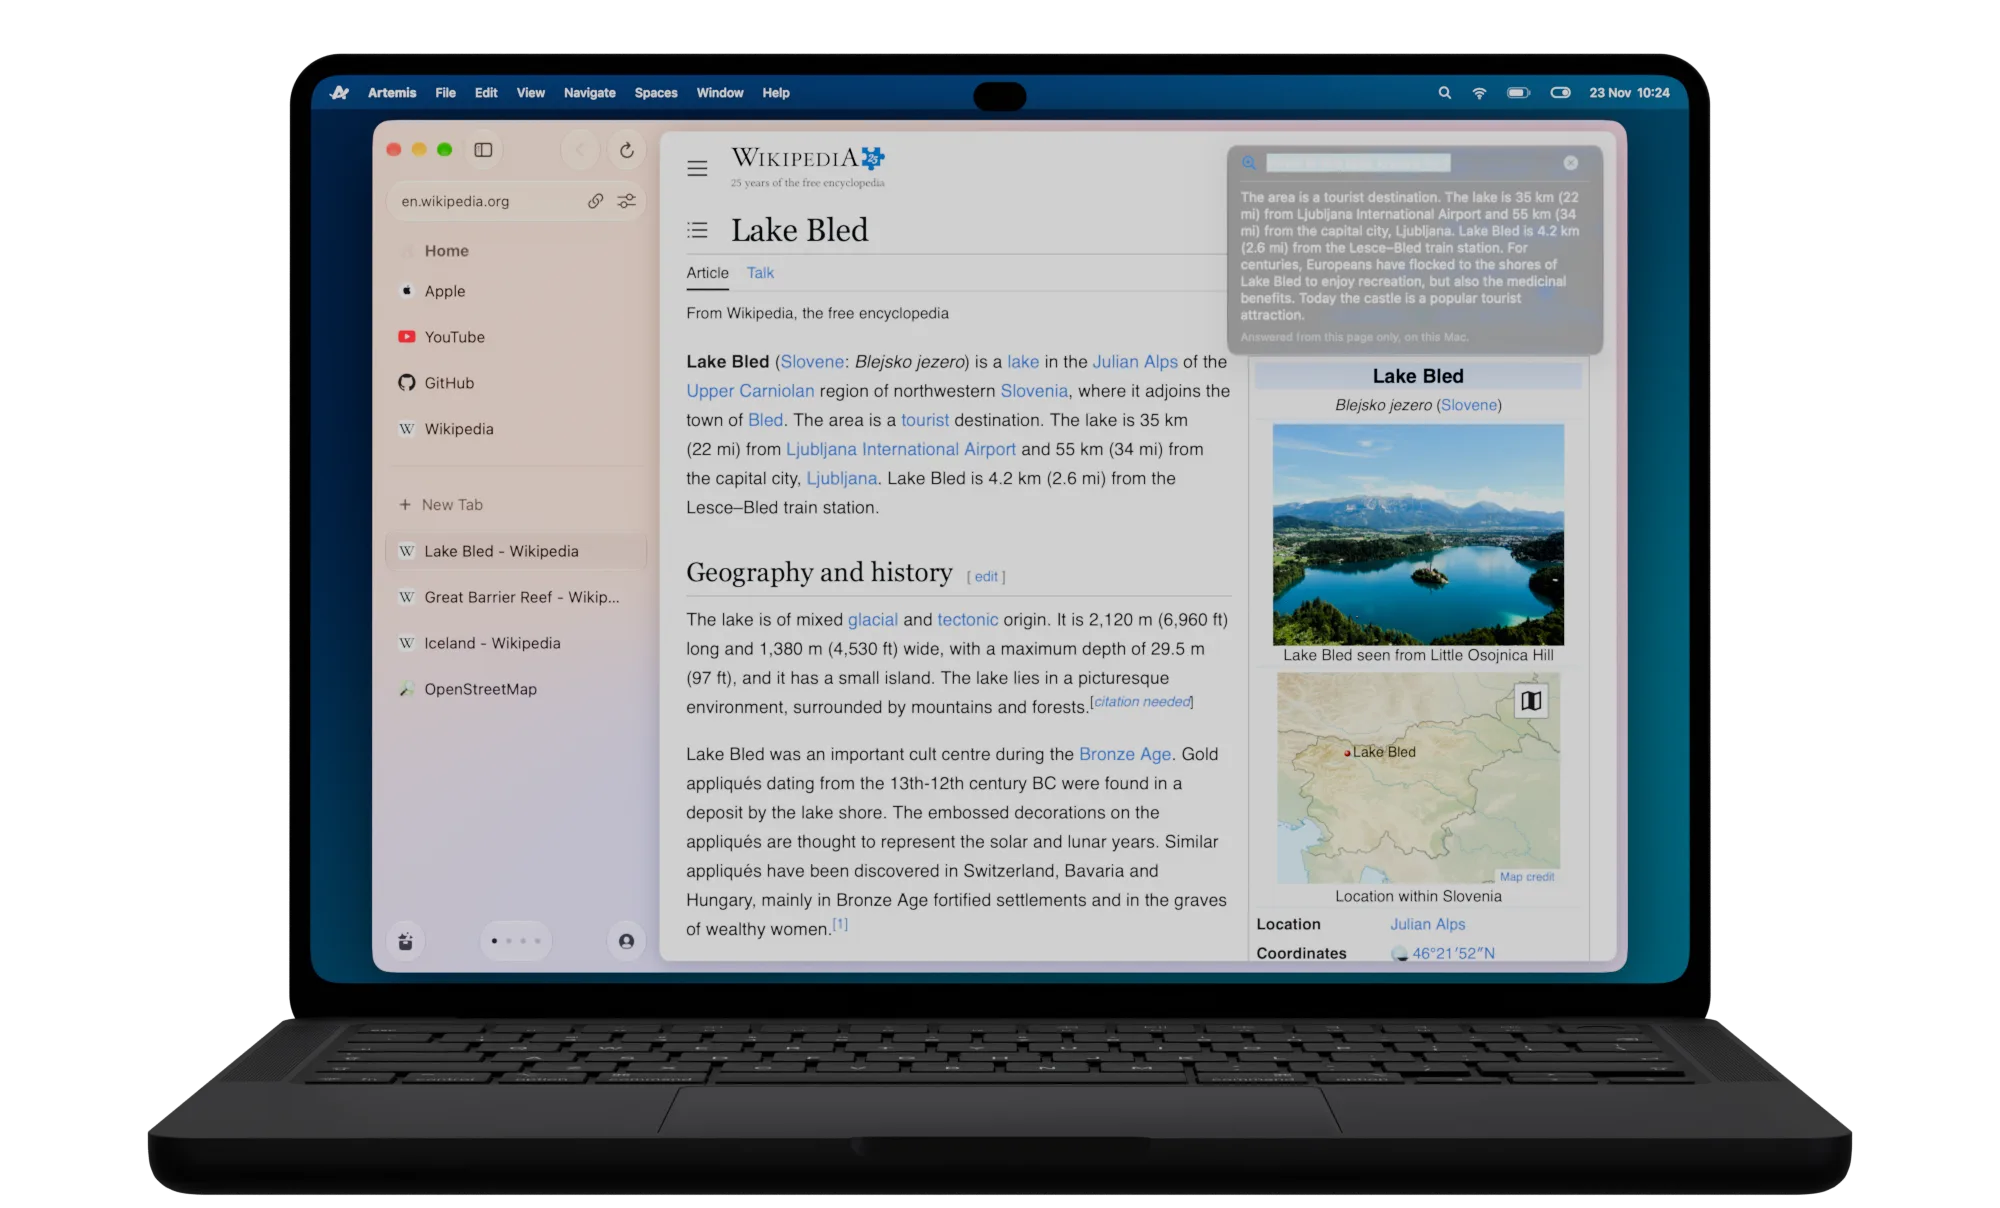 Artemis File Edit View Navigate Spaces Window Help
23 Nov 10:24
en.wikipedia.org
Home
Apple
YouTube
GitHub
W Wikipedia
+ New Tab
W Lake Bled - Wikipedia
W Great Barrier Reef - Wikip...
W Iceland - Wikipedia
OpenStreetMap
WIKIPEDIA 25
25 years of the free encyclopedia
Lake Bled
Article Talk
From Wikipedia, the free encyclopedia
Lake Bled (Slovene: Blejsko jezero) is a lake in the Julian Alps of the
Upper Carniolan region of northwestern Slovenia, where it adjoins the
town of Bled. The area is a tourist destination. The lake is 35 km
(22 mi) from Ljubljana International Airport and 55 km (34 mi) from
the capital city, Ljubljana. Lake Bled is 4.2 km (2.6 mi) from the
Lesce–Bled train station.
Geography and history [ edit ]
The lake is of mixed glacial and tectonic origin. It is 2,120 m (6,960 ft)
long and 1,380 m (4,530 ft) wide, with a maximum depth of 29.5 m
(97 ft), and it has a small island. The lake lies in a picturesque
environment, surrounded by mountains and forests.[citation needed]
Lake Bled was an important cult centre during the Bronze Age. Gold
appliqués dating from the 13th-12th century BC were found in a
deposit by the lake shore. The embossed decorations on the
appliqués are thought to represent the solar and lunar years. Similar
appliqués have been discovered in Switzerland, Bavaria and
Hungary, mainly in Bronze Age fortified settlements and in the graves
of wealthy women.[1]
The area is a tourist destination. The lake is 35 km (22
mi) from Ljubljana International Airport and 55 km (34
mi) from the capital city, Ljubljana. Lake Bled is 4.2 km
(2.6 mi) from the Lesce–Bled train station. For
centuries, Europeans have flocked to the shores of
Lake Bled to enjoy recreation, but also the medicinal
benefits. Today the castle is a popular tourist
attraction.
Answered from this page only, on this Mac.
Lake Bled
Blejsko jezero (Slovene)
Lake Bled seen from Little Osojnica Hill
Lake Bled
Map credit
Location within Slovenia
Location Julian Alps
Coordinates 46°21′52″N
control option command
command option